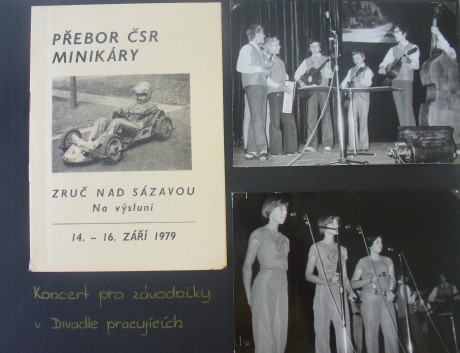 PŘEBOR ČSR
MINIKÁRY
ZRUČ NAD SÁZAVOU
Na výsluní
14. – 16. ZÁŘÍ 1979
Koncert pro závodníky
v Divadle pracujících